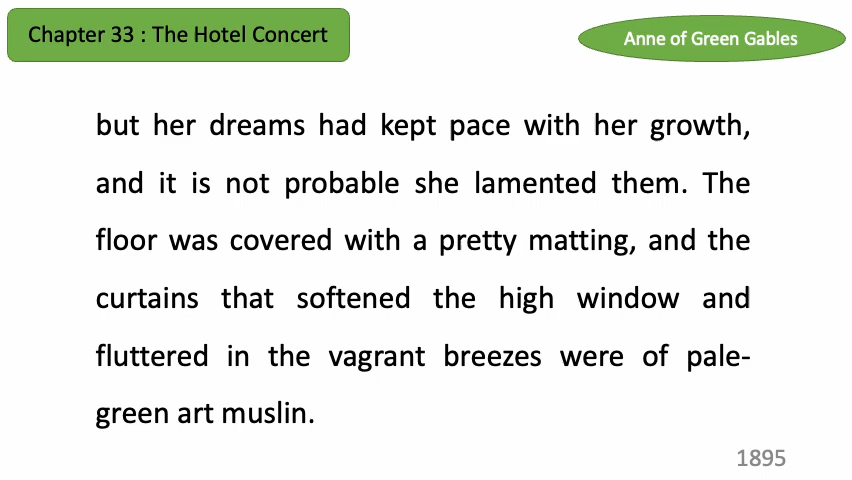 Chapter 33 : The Hotel Concert
Anne of Green Gables
but her dreams had kept pace with her growth,
and it is not probable she lamented them. The
floor was covered with a pretty matting, and the
curtains that softened the high window and
fluttered in the vagrant breezes were of pale-
green art muslin.
1895